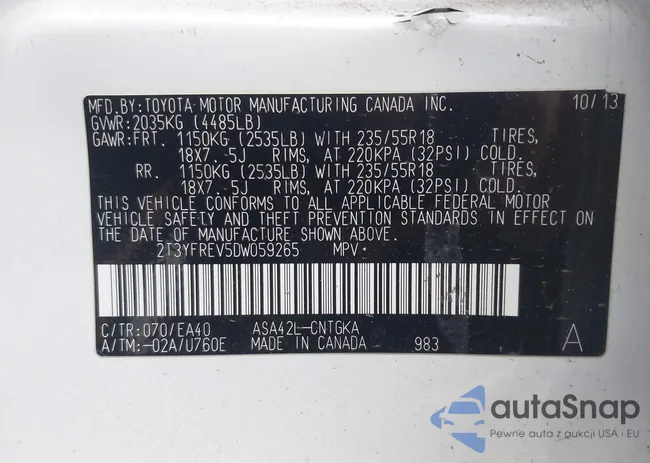 MFD.BY:TOYOTA MOTOR MANUFACTURING CANADA INC. 10/13
GVWR:2035KG (4485LB)
GAWR:FRT. 1150KG (2535LB) WITH 235/55R18 TIRES,
18X7. 5J RIMS, AT 220KPA (32PSI) COLD.
RR. 1150KG (2535LB) WITH 235/55R18 TIRES,
18X7. 5J RIMS, AT 220KPA (32PSI) COLD.
THIS VEHICLE CONFORMS TO ALL APPLICABLE FEDERAL MOTOR
VEHICLE SAFETY AND THEFT PREVENTION STANDARDS IN EFFECT ON
THE DATE OF MANUFACTURE SHOWN ABOVE.
2T3YFREV5DW059265 MPV
C/TR:070/EA40 ASA42L-CNTGKA
A/TM:-02A/U760E MADE IN CANADA 983 A
autaSnap
Pewne auta z aukcji USA i EU